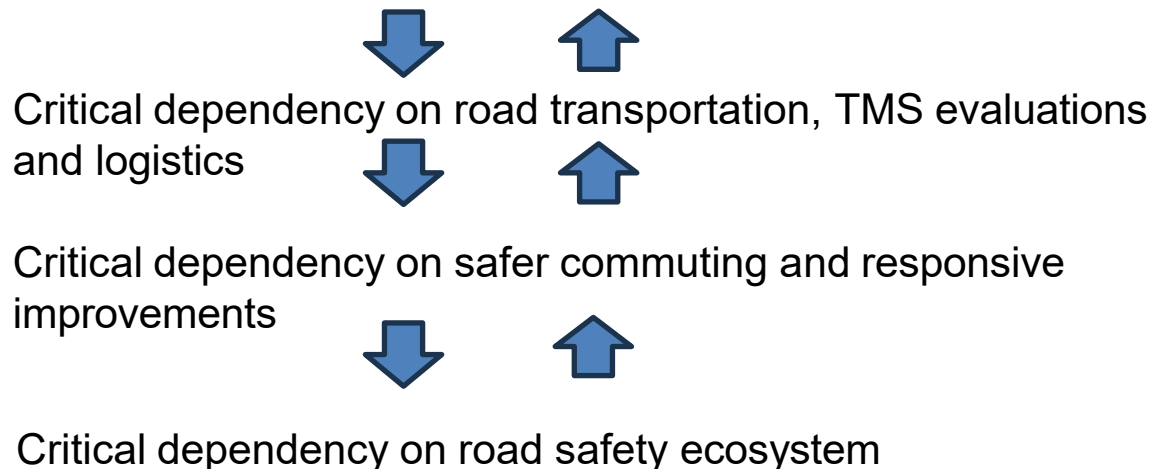 Critical dependency on road transportation, TMS evaluations
and logistics
Critical dependency on safer commuting and responsive
improvements
Critical dependency on road safety ecosystem